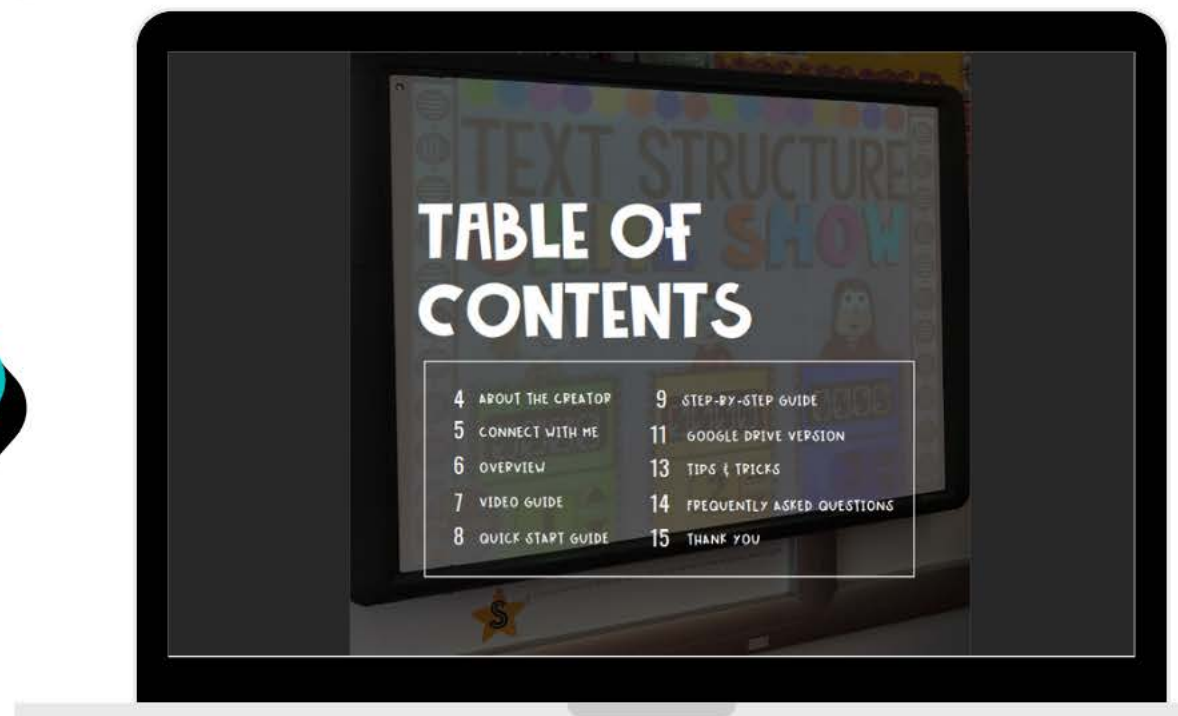 TEXT STRUCTURE
GAME SHOW
TABLE OF
CONTENTS
4 ABOUT THE CREATOR
5 CONNECT WITH ME
6 OVERVIEW
7 VIDEO GUIDE
8 QUICK START GUIDE
9 STEP-BY-STEP GUIDE
11 GOOGLE DRIVE VERSION
13 TIPS & TRICKS
14 FREQUENTLY ASKED QUESTIONS
15 THANK YOU
S